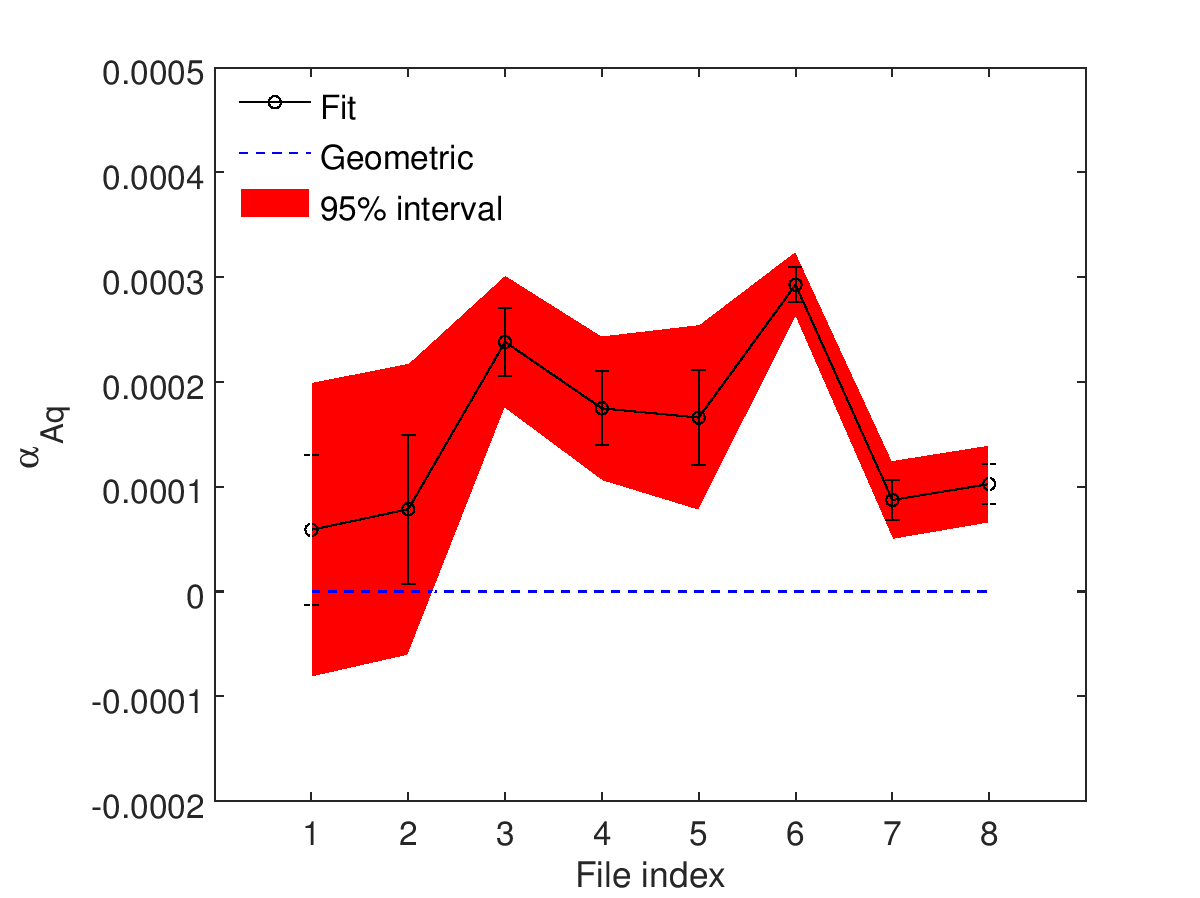 0.0005
0.0004
0.0003
0.0002
0.0001
0
-0.0001
-0.0002
α Aq
Fit
Geometric
95% interval
1 2 3 4 5 6 7 8
File index